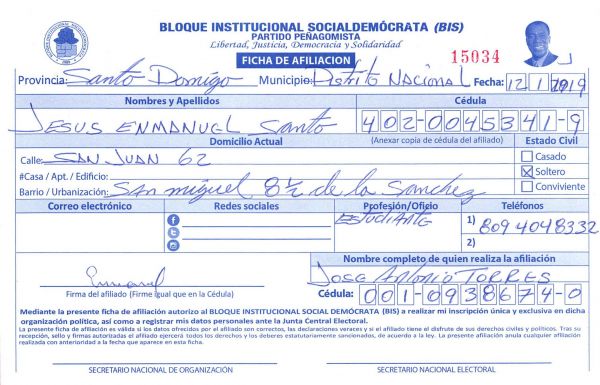 BLOQUE INSTITUCIONAL SOCIALDEMÓCRATA (BIS)
PARTIDO PEÑAGOMISTA
Libertad, Justicia, Democracia y Solidaridad
FICHA DE AFILIACION 15034
Provincia: Santo Domingo Municipio: Distrito Nacional Fecha: 12/1/2019
Nombres y Apellidos Cédula
JESUS ENMANUEL Santo 402-0045341-9
Domicilio Actual (Anexar copia de cédula del afiliado) Estado Civil
Calle: SAN JUAN 62 Casado
#Casa / Apto. / Edificio: Soltero
Barrio / Urbanización: SAN miguel 8½ de la Sanchez Conviviente
Correo electrónico Redes sociales Profesión/Oficio Teléfonos
ESTUDIANTE 1) 809 4048332
2)
Nombre completo de quien realiza la afiliación
Jose Antonio TORRES
Firma del afiliado (Firme igual que en la Cédula) Cédula: 001-0938674-0
Mediante la presente ficha de afiliación autorizo al BLOQUE INSTITUCIONAL SOCIAL DEMÓCRATA (BIS) a realizar mi inscripción única y exclusiva en dicha
organización política, así como a registrar mis datos personales ante la Junta Central Electoral.
La presente ficha de afiliación es válida si los datos ofrecidos por el afiliado son correctos, las declaraciones veraces y si el afiliado tiene el disfrute de sus derechos civiles y políticos. Tras su
recepción, sello y firmas autorizadas el afiliado ejercerá todos los derechos y los deberes estatutariamente sancionados, de acuerdo a la ley. La presente afiliación anula cualquier afiliación
realizada con anterioridad a la fecha que aparece en esta ficha.
SECRETARIO NACIONAL DE ORGANIZACIÓN SECRETARIO NACIONAL ELECTORAL